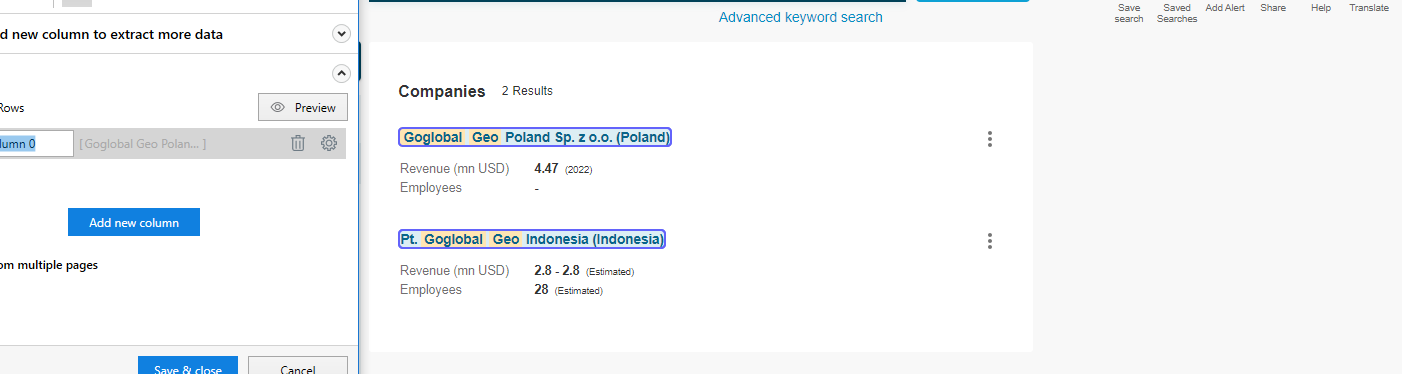 d new column to extract more data
Rows
Preview
lumn 0
[ Goglobal Geo Polan... ]
Add new column
om multiple pages
Save & close
Cancel
Advanced keyword search
Save search
Saved Searches
Add Alert
Share
Help
Translate
Companies 2 Results
Goglobal Geo Poland Sp. z o.o. (Poland)
Revenue (mn USD) 4.47 (2022)
Employees -
Pt. Goglobal Geo Indonesia (Indonesia)
Revenue (mn USD) 2.8 - 2.8 (Estimated)
Employees 28 (Estimated)